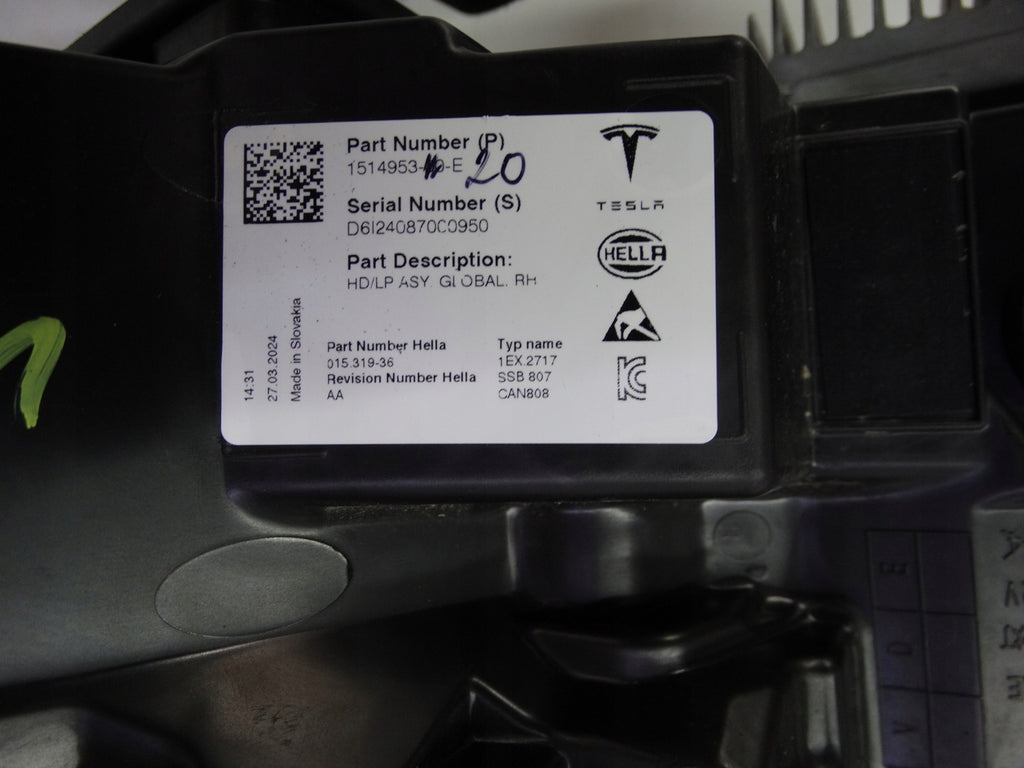 Part Number (P)
1514953-10-E 20
Serial Number (S)
D6I240870C0950
Part Description:
HD/LP ASY. GLOBAL. RH
Part Number Hella
015.319-36
Revision Number Hella
AA
Typ name
1EX.2717
SSB 807
CAN808
14:31
27.03.2024
Made in Slovakia
TESLA
HELLA
B
D
V